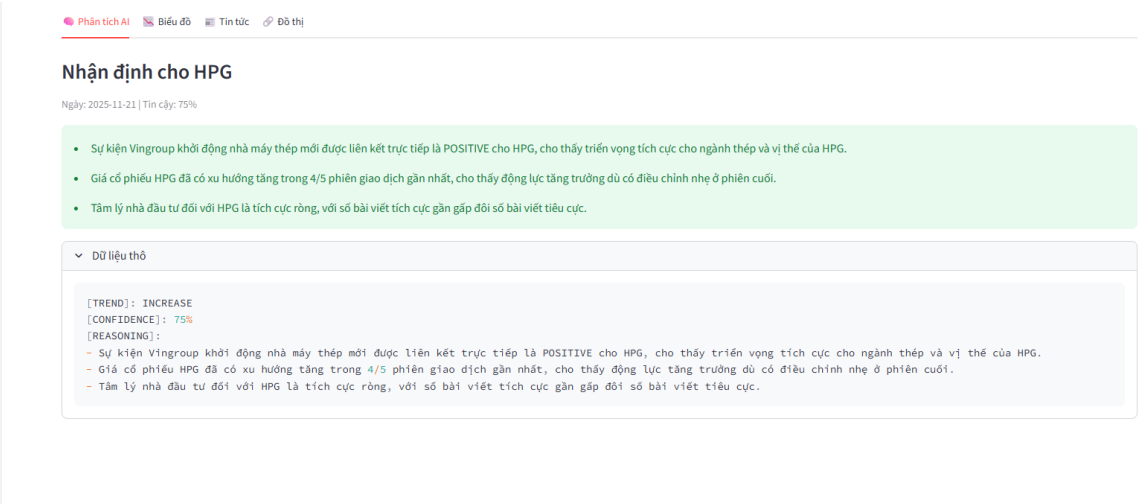 Phân tích AI Biểu đồ Tin tức Đồ thị
Nhận định cho HPG
Ngày: 2025-11-21 | Tin cậy: 75%
• Sự kiện Vingroup khởi động nhà máy thép mới được liên kết trực tiếp là POSITIVE cho HPG, cho thấy triển vọng tích cực cho ngành thép và vị thế của HPG.
• Giá cổ phiếu HPG đã có xu hướng tăng trong 4/5 phiên giao dịch gần nhất, cho thấy động lực tăng trưởng dù có điều chỉnh nhẹ ở phiên cuối.
• Tâm lý nhà đầu tư đối với HPG là tích cực ròng, với số bài viết tích cực gần gấp đôi số bài viết tiêu cực.
Dữ liệu thô
[TREND]: INCREASE
[CONFIDENCE]: 75%
[REASONING]:
- Sự kiện Vingroup khởi động nhà máy thép mới được liên kết trực tiếp là POSITIVE cho HPG, cho thấy triển vọng tích cực cho ngành thép và vị thế của HPG.
- Giá cổ phiếu HPG đã có xu hướng tăng trong 4/5 phiên giao dịch gần nhất, cho thấy động lực tăng trưởng dù có điều chỉnh nhẹ ở phiên cuối.
- Tâm lý nhà đầu tư đối với HPG là tích cực ròng, với số bài viết tích cực gần gấp đôi số bài viết tiêu cực.